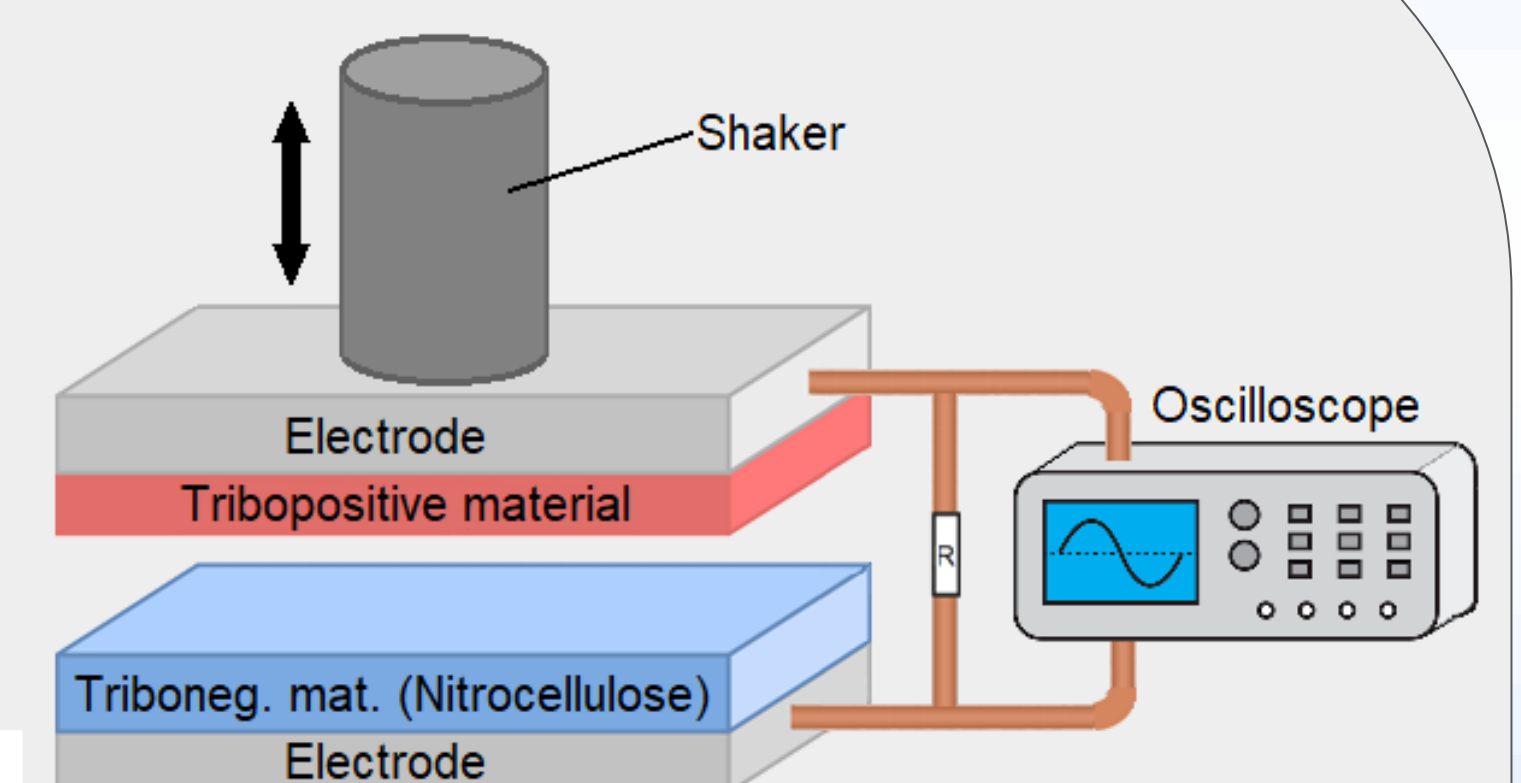 Shaker
Oscilloscope
Electrode
Tribopositive material
R
Triboneg. mat. (Nitrocellulose)
Electrode